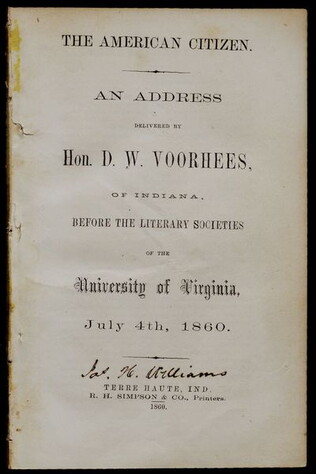 THE AMERICAN CITIZEN.
AN ADDRESS
DELIVERED BY
Hon. D. W. VOORHEES,
OF INDIANA,
BEFORE THE LITERARY SOCIETIES
OF THE
University of Virginia,
July 4th, 1860.
Jas. H. Williams
TERRE HAUTE, IND.
R. H. SIMPSON & CO., Printers.
1860.